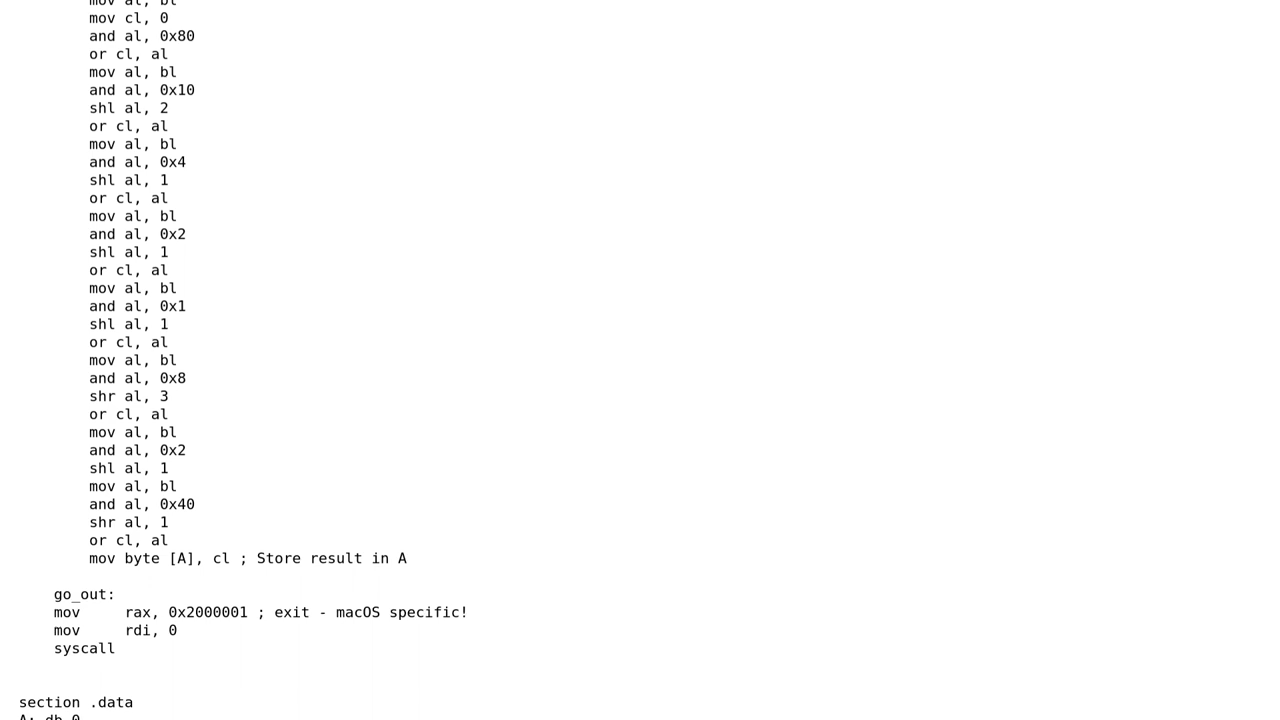 mov al, bl
mov cl, 0
and al, 0x80
or cl, al
mov al, bl
and al, 0x10
shl al, 2
or cl, al
mov al, bl
and al, 0x4
shl al, 1
or cl, al
mov al, bl
and al, 0x2
shl al, 1
or cl, al
mov al, bl
and al, 0x1
shl al, 1
or cl, al
mov al, bl
and al, 0x8
shr al, 3
or cl, al
mov al, bl
and al, 0x2
shl al, 1
mov al, bl
and al, 0x40
shr al, 1
or cl, al
mov byte [A], cl ; Store result in A
go_out:
mov     rax, 0x2000001 ; exit - macOS specific!
mov     rdi, 0
syscall
section .data
A: db 0